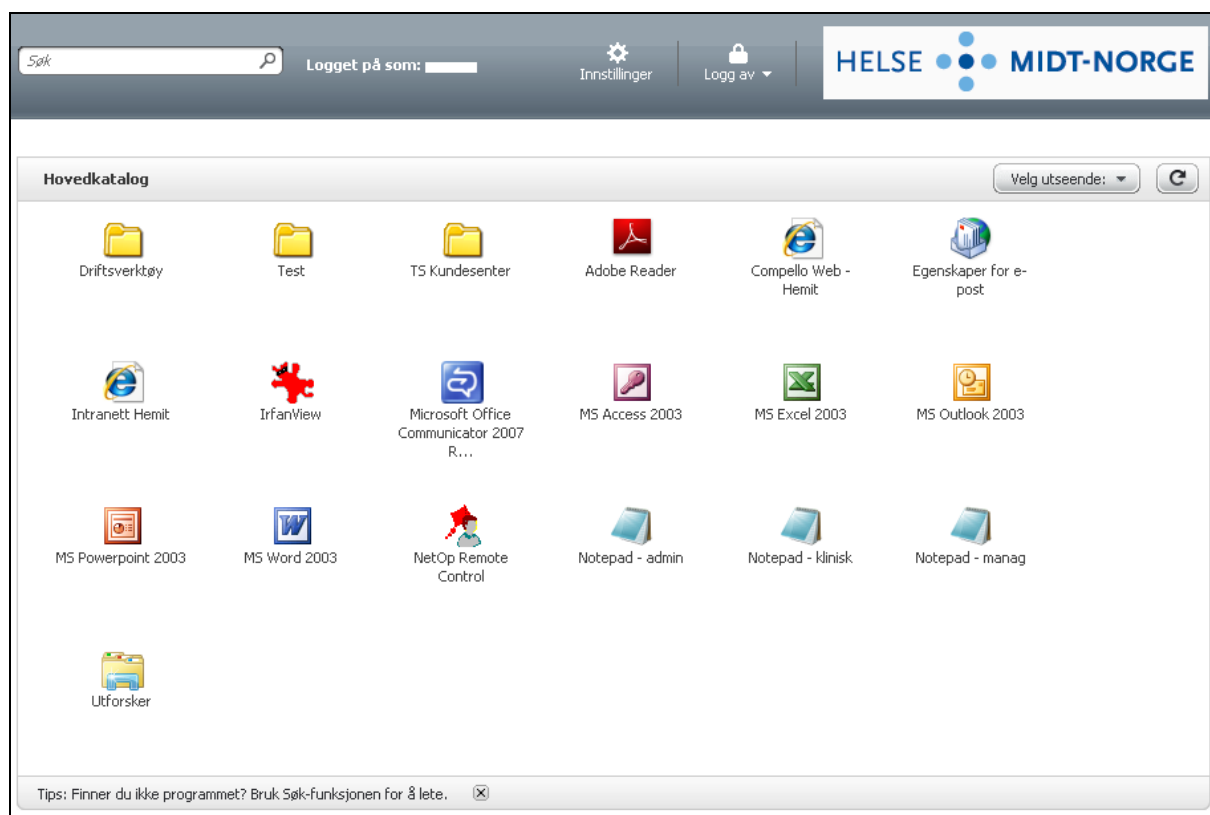 Søk
Logget på som:
Innstillinger
Logg av
HELSE MIDT-NORGE
Hovedkatalog
Velg utseende:
Driftsverktøy
Test
TS Kundesenter
Adobe Reader
Compello Web -
Hemit
Egenskaper for e-
post
Intranett Hemit
IrfanView
Microsoft Office
Communicator 2007
R...
MS Access 2003
MS Excel 2003
MS Outlook 2003
MS Powerpoint 2003
MS Word 2003
NetOp Remote
Control
Notepad - admin
Notepad - klinisk
Notepad - manag
Utforsker
Tips: Finner du ikke programmet? Bruk Søk-funksjonen for å lete.